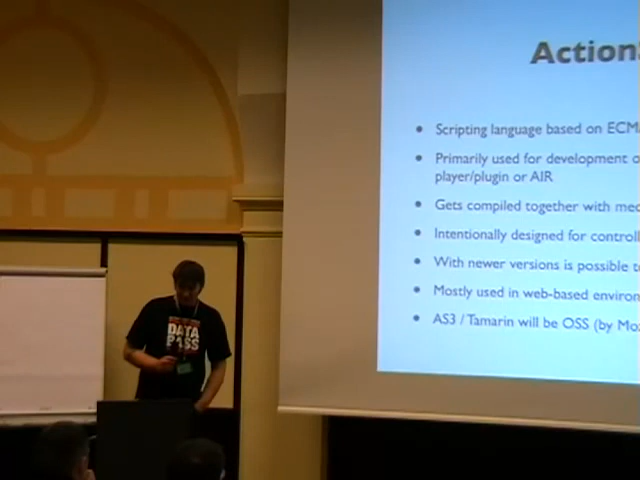 Action
Scripting language based on ECM
Primarily used for development o
player/plugin or AIR
Gets compiled together with med
Intentionally designed for controll
With newer versions is possible t
Mostly used in web-based environ
AS3 / Tamarin will be OSS (by Moz
DATA
BASS